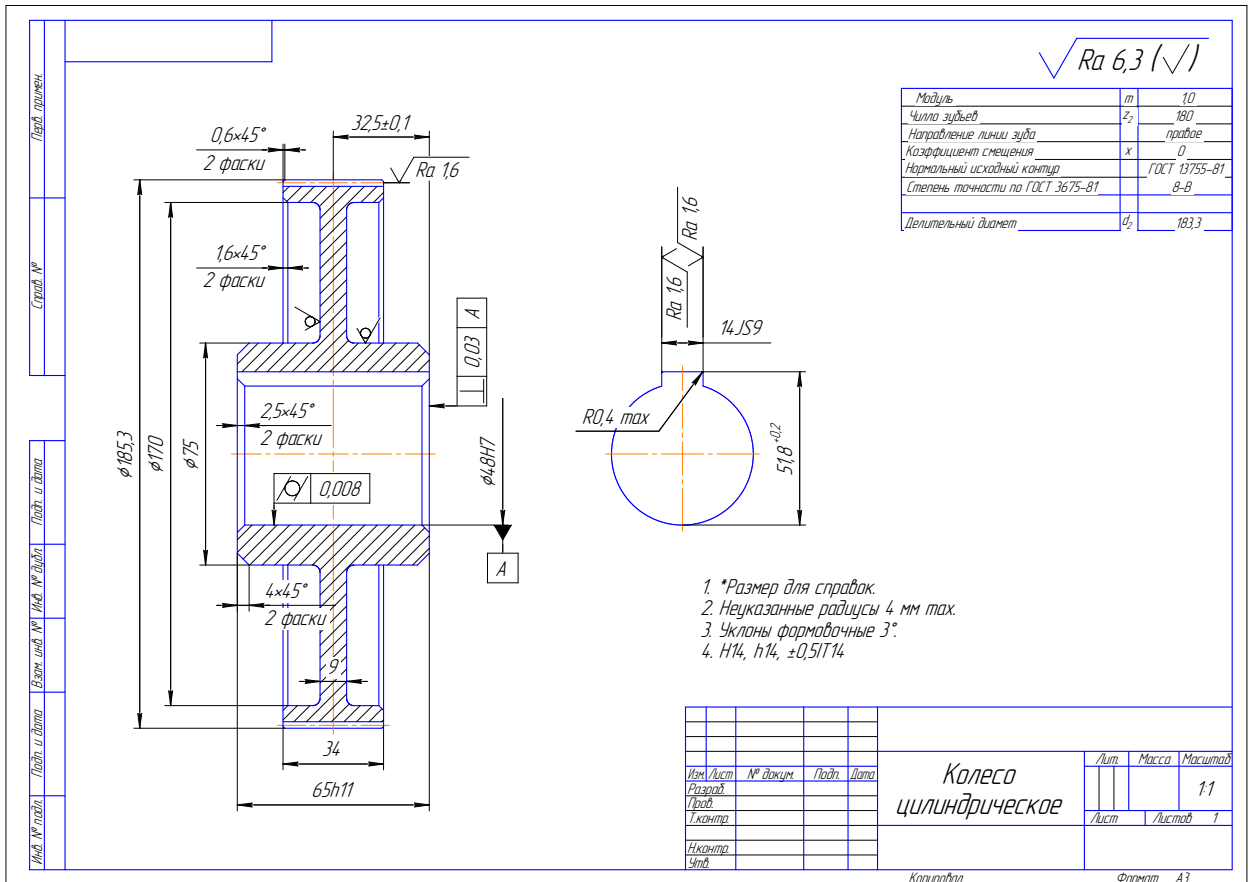 Перв. примен.
Справ. №
Подп. и дата
Инв. № дубл.
Взам. инв. №
Подп. и дата
Инв. № подл.
Ra 6,3 (√)
Модуль m 1,0
Чилло зубьев z2 180
Направление линии зуба правое
Коэффициент смещения x 0
Нормальный исходный контур ГОСТ 13755-81
Степень точности по ГОСТ 3675-81 8-В
Делительный диамет d2 183,3
0,6×45°
2 фаски
32,5±0,1
Ra 1,6
1,6×45°
2 фаски
⊥ 0,03 А
2,5×45°
2 фаски
⌀185,3
⌀170
⌀75
⌭ 0,008
⌀48H7
А
4×45°
2 фаски
9
34
65h11
Ra 1,6
Ra 1,6
14JS9
R0,4 max
51,8+0,2
1. *Размер для справок.
2. Неуказанные радиусы 4 мм max.
3. Уклоны формовочные 3°.
4. H14, h14, ±0,5IT14
Изм. Лист № докум. Подп. Дата
Разраб.
Пров.
Т.контр.
Н.контр.
Утв.
Колесо
цилиндрическое
Лит. Масса Масштаб
1:1
Лист Листов 1
Копировал Формат А3